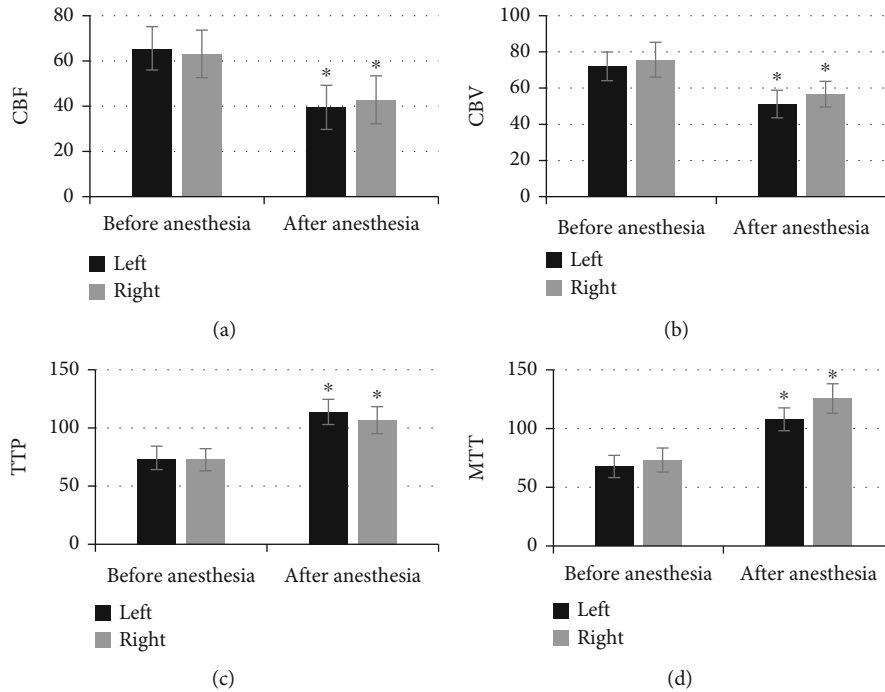 80
60
40
20
0
CBF
* *
Before anesthesia After anesthesia
Left
Right
(a)
100
80
60
40
20
0
CBV
* *
Before anesthesia After anesthesia
Left
Right
(b)
150
100
50
0
TTP
* *
Before anesthesia After anesthesia
Left
Right
(c)
150
100
50
0
MTT
* *
Before anesthesia After anesthesia
Left
Right
(d)